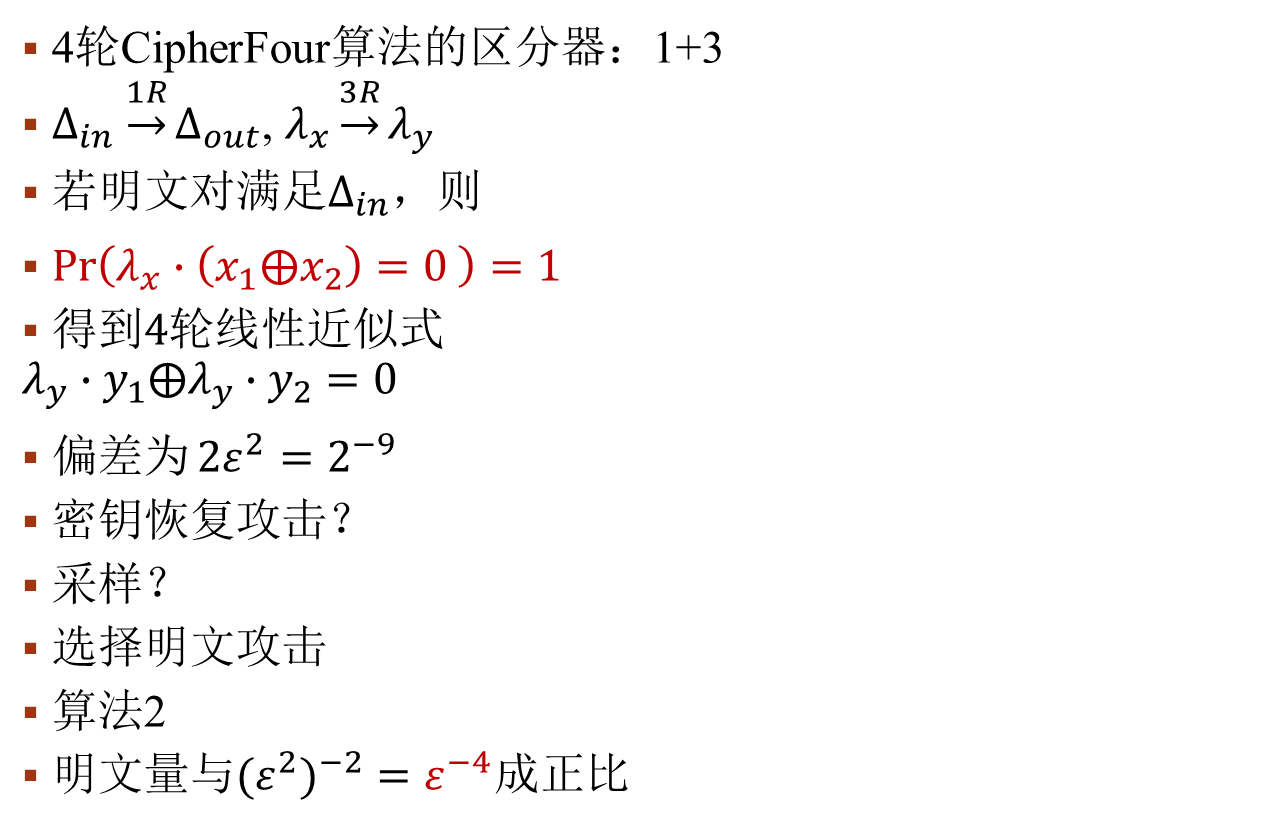 ▪ 4轮CipherFour算法的区分器：1+3
▪ Δ_in →^{1R} Δ_out, λ_x →^{3R} λ_y
▪ 若明文对满足Δ_in，则
▪ Pr(λ_x · (x_1⊕x_2) = 0 ) = 1
▪ 得到4轮线性近似式
λ_y · y_1⊕λ_y · y_2 = 0
▪ 偏差为 2ε² = 2⁻⁹
▪ 密钥恢复攻击？
▪ 采样？
▪ 选择明文攻击
▪ 算法2
▪ 明文量与(ε²)⁻² = ε⁻⁴成正比